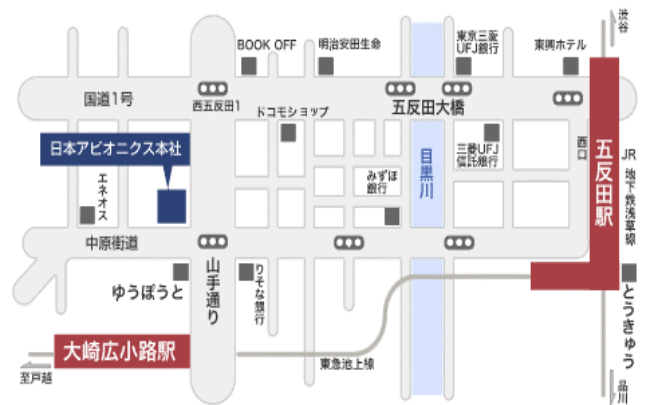 渋谷
BOOK OFF
明治安田生命
東京三菱
UFJ銀行
東興ホテル
国道1号
西五反田1
ドコモショップ
五反田大橋
日本アビオニクス本社
エネオス
みずほ
銀行
目黒川
三菱UFJ
信託銀行
西口
五反田駅
JR
地下鉄浅草線
中原街道
ゆうぽうと
山手通り
りそな銀行
とうきゅう
大崎広小路駅
東急池上線
至戸越
品川